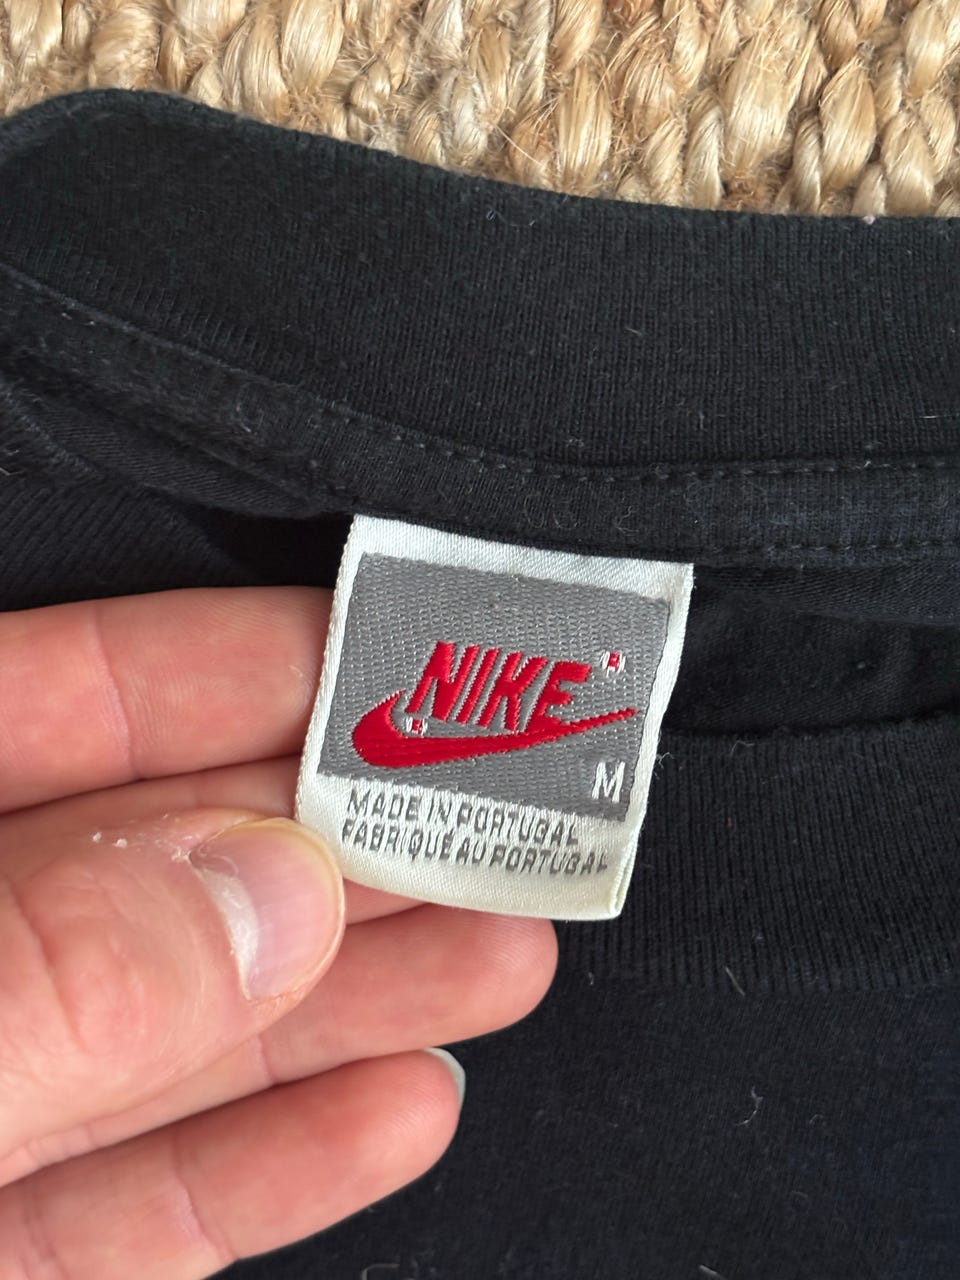 NIKE®
®
M
MADE IN PORTUGAL
FABRIQUÉ AU PORTUGAL